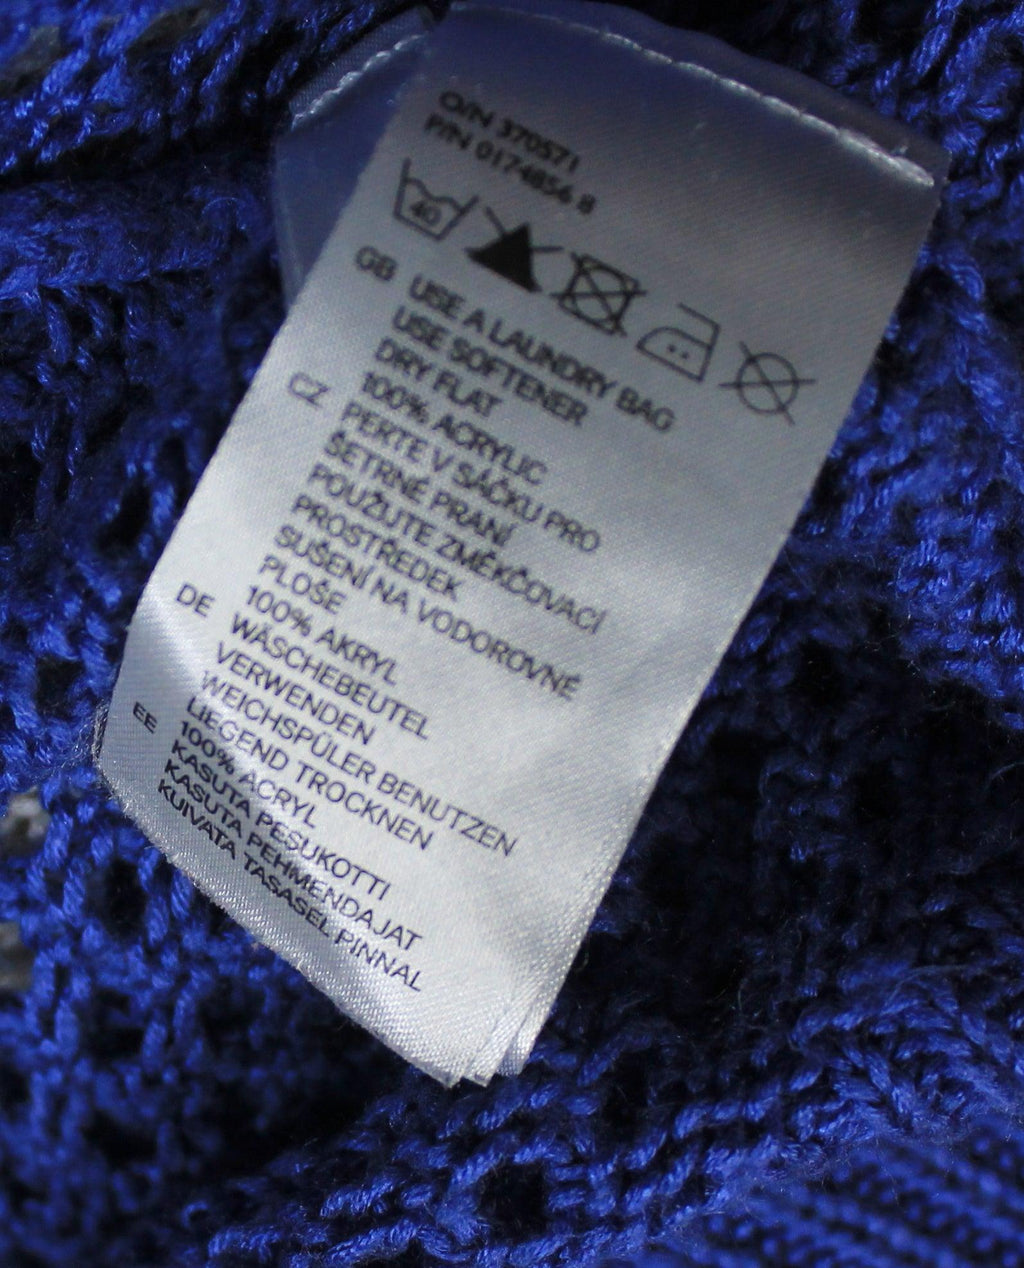 O/N 370571
P/N 0174856 8
40
GB USE A LAUNDRY BAG
USE SOFTENER
DRY FLAT
100% ACRYLIC
CZ PERTE V SÁČKU PRO
ŠETRNÉ PRANÍ
POUŽIJTE ZMĚKČOVACÍ
PROSTŘEDEK
SUŠENÍ NA VODOROVNÉ
PLOŠE
100% AKRYL
DE WÄSCHEBEUTEL
VERWENDEN
WEICHSPÜLER BENUTZEN
LIEGEND TROCKNEN
100% ACRYL
EE KASUTA PESUKOTTI
KASUTA PEHMENDAJAT
KUIVATA TASASEL PINNAL